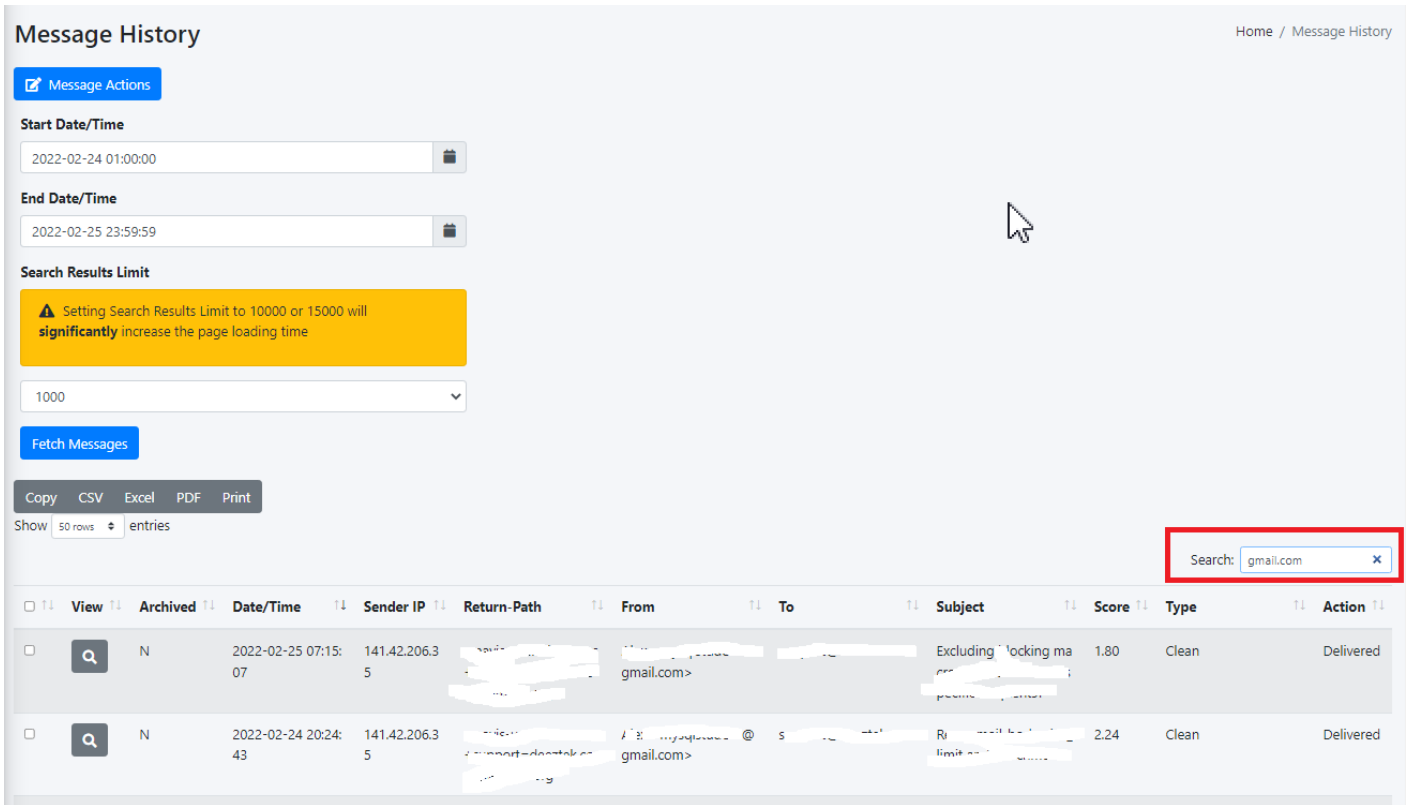 Message History
Home / Message History
Message Actions
Start Date/Time
2022-02-24 01:00:00
End Date/Time
2022-02-25 23:59:59
Search Results Limit
Setting Search Results Limit to 10000 or 15000 will
significantly increase the page loading time
1000
Fetch Messages
Copy CSV Excel PDF Print
Show 50 rows entries
Search: gmail.com
View Archived Date/Time Sender IP Return-Path From To Subject Score Type Action
N 2022-02-25 07:15: 141.42.206.3 Excluding locking ma 1.80 Clean Delivered
07 5 gmail.com>
N 2022-02-24 20:24: 141.42.206.3 @ s 2.24 Clean Delivered
43 5 gmail.com> limit